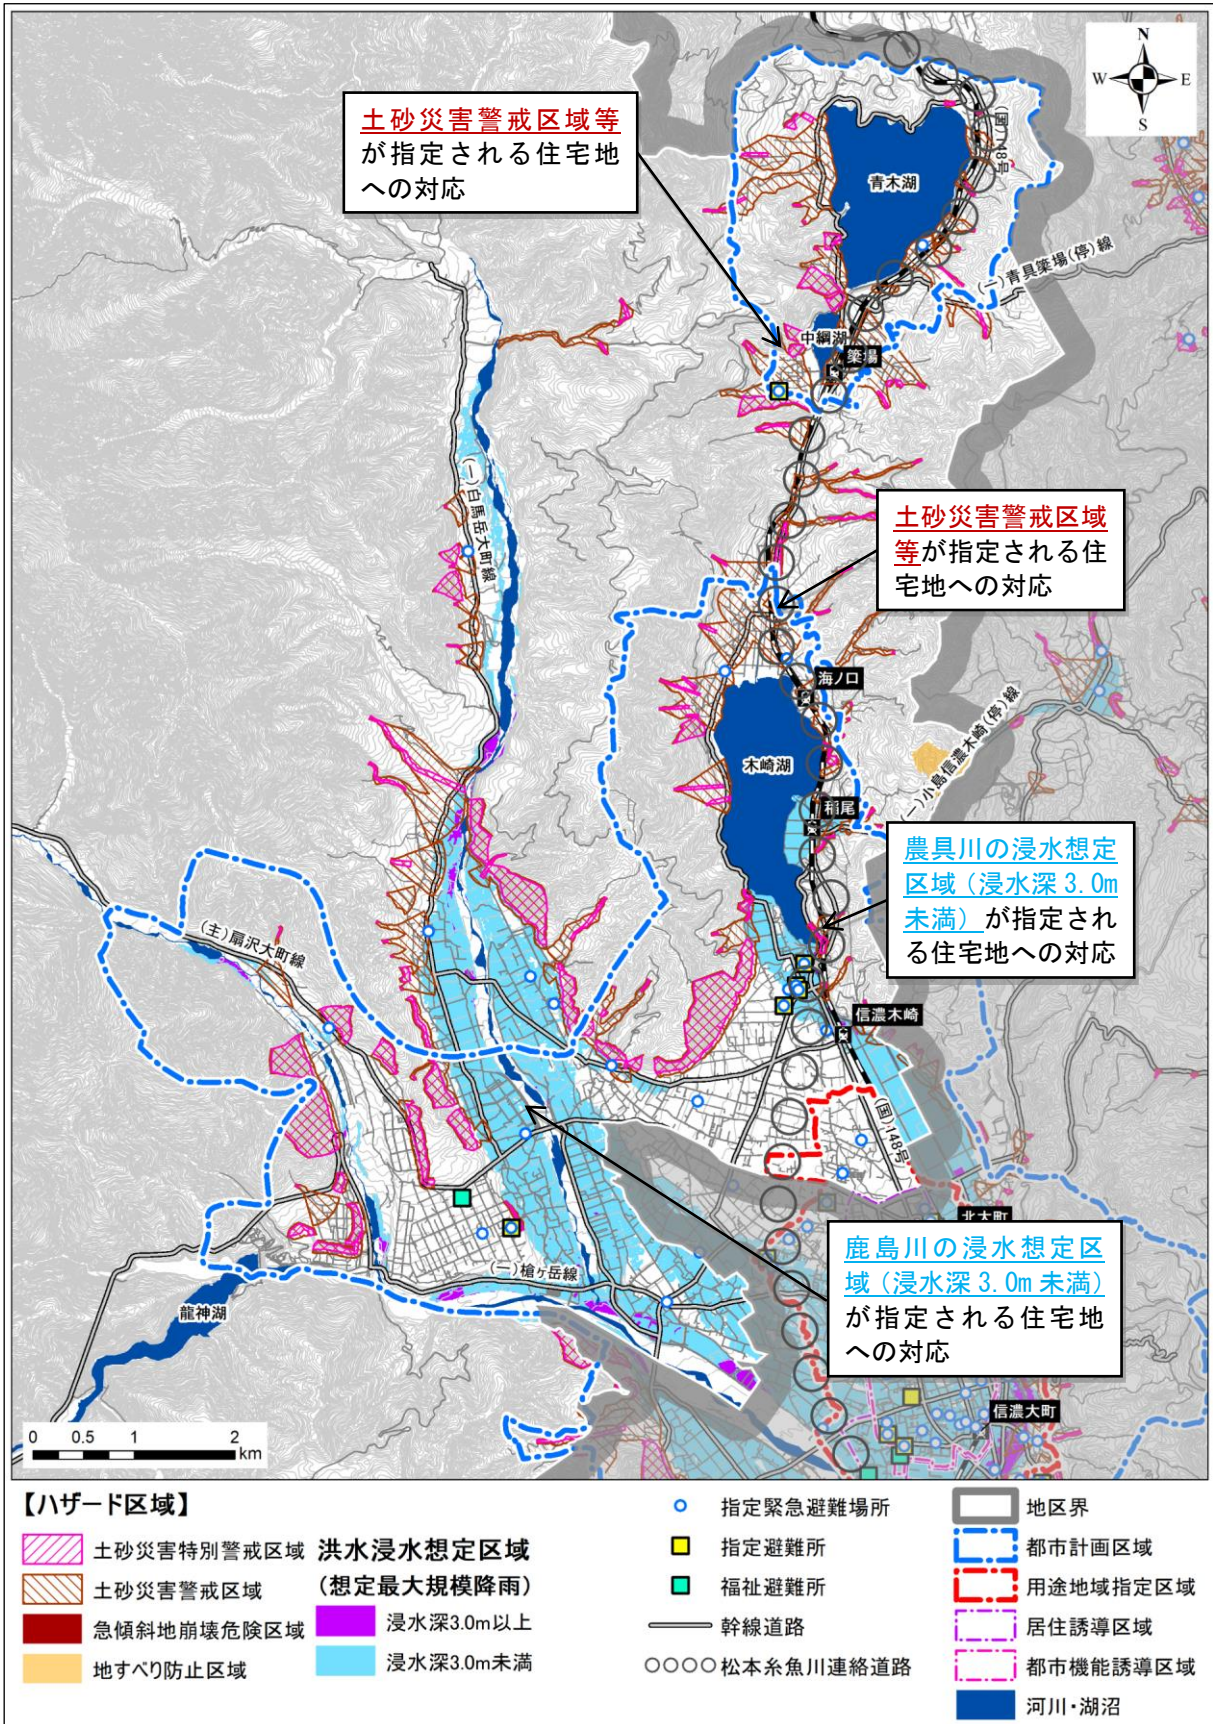 N
W
E
S
土砂災害警戒区域等
が指定される住宅地
への対応
(国)148号
青木湖
(一)青具簗場(停)線
中綱湖
簗場
(一)白馬岳大町線
土砂災害警戒区域
等が指定される住
宅地への対応
海ノ口
木崎湖
(一)小島信濃木崎(停)線
稲尾
農具川の浸水想定
区域（浸水深 3.0m
未満）が指定され
る住宅地への対応
(主)扇沢大町線
信濃木崎
(国)148号
北大町
鹿島川の浸水想定区
域（浸水深 3.0m 未満）
が指定される住宅地
への対応
(一)槍ヶ岳線
龍神湖
信濃大町
0 0.5 1 2
km
【ハザード区域】
土砂災害特別警戒区域
土砂災害警戒区域
急傾斜地崩壊危険区域
地すべり防止区域
洪水浸水想定区域
(想定最大規模降雨)
浸水深3.0m以上
浸水深3.0m未満
指定緊急避難場所
指定避難所
福祉避難所
幹線道路
松本糸魚川連絡道路
地区界
都市計画区域
用途地域指定区域
居住誘導区域
都市機能誘導区域
河川・湖沼